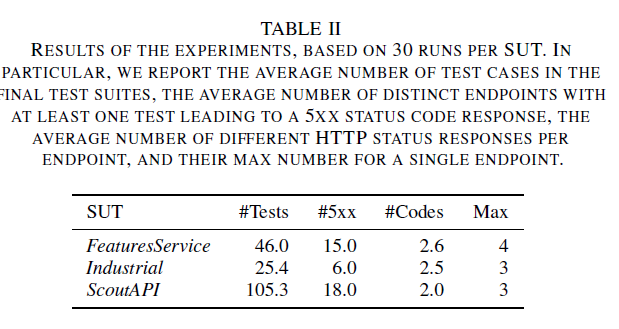 TABLE II
RESULTS OF THE EXPERIMENTS, BASED ON 30 RUNS PER SUT. IN
PARTICULAR, WE REPORT THE AVERAGE NUMBER OF TEST CASES IN THE
FINAL TEST SUITES, THE AVERAGE NUMBER OF DISTINCT ENDPOINTS WITH
AT LEAST ONE TEST LEADING TO A 5XX STATUS CODE RESPONSE, THE
AVERAGE NUMBER OF DIFFERENT HTTP STATUS RESPONSES PER
ENDPOINT, AND THEIR MAX NUMBER FOR A SINGLE ENDPOINT.
SUT #Tests #5xx #Codes Max
FeaturesService 46.0 15.0 2.6 4
Industrial 25.4 6.0 2.5 3
ScoutAPI 105.3 18.0 2.0 3